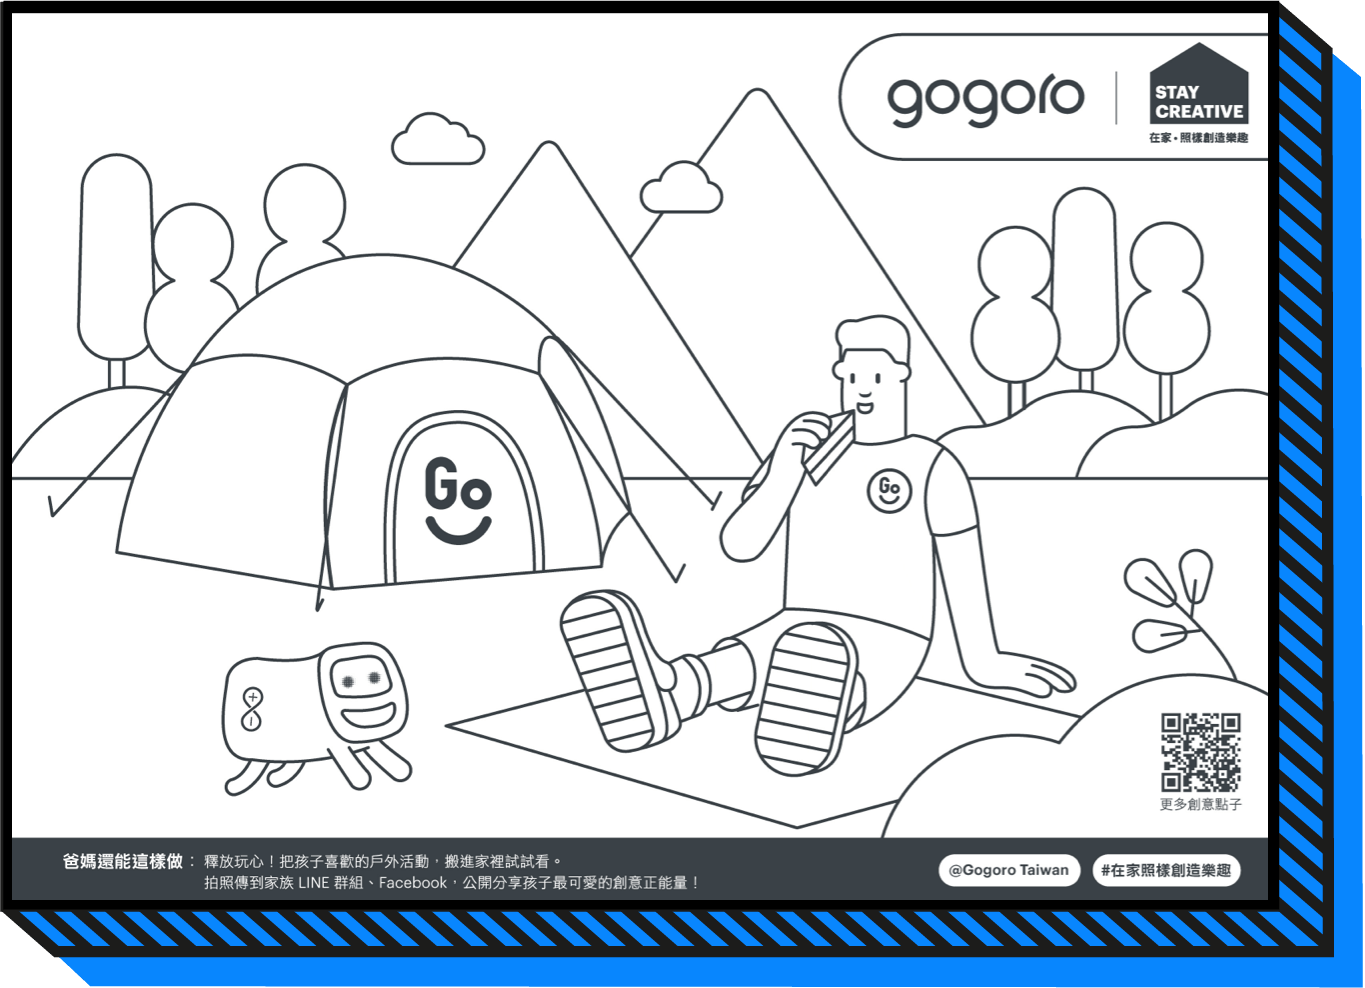 gogoro
STAY
CREATIVE
在家・照樣創造樂趣
Go
Go
更多創意點子
爸媽還能這樣做：釋放玩心！把孩子喜歡的戶外活動，搬進家裡試試看。
拍照傳到家族 LINE 群組、Facebook，公開分享孩子最可愛的創意正能量！
@Gogoro Taiwan
#在家照樣創造樂趣